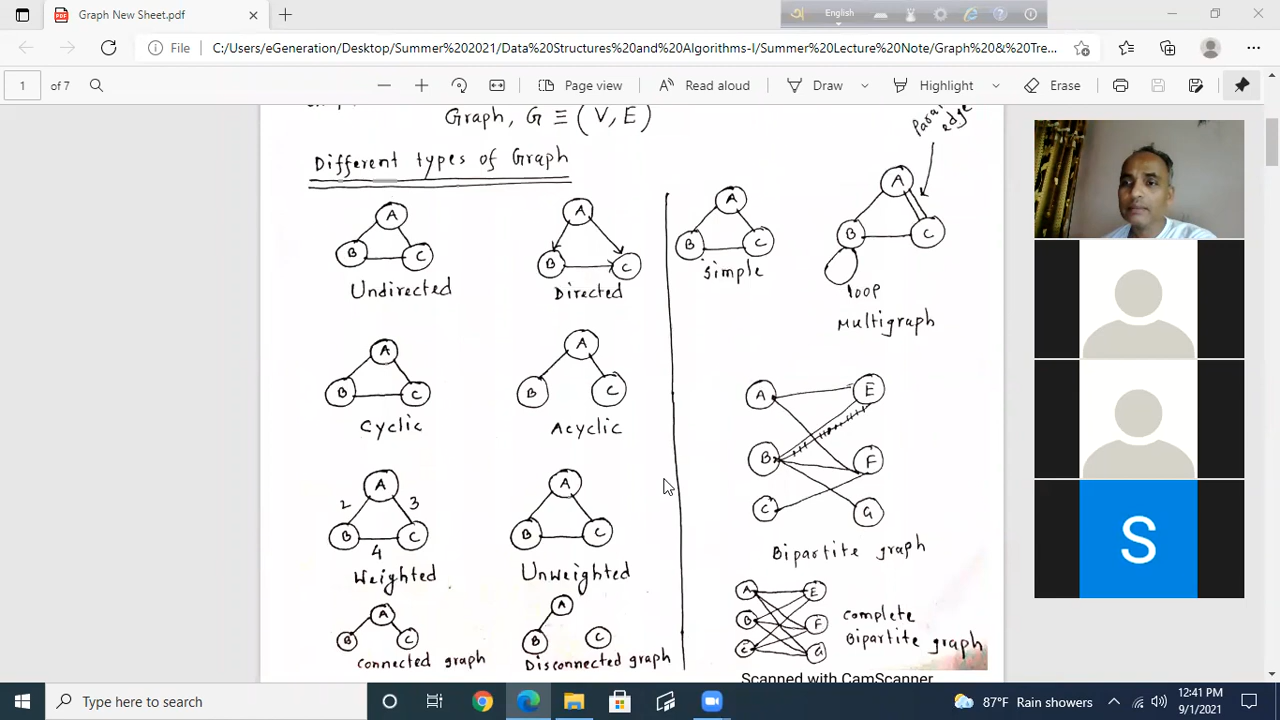 Graph New Sheet.pdf
English
File
C:/Users/eGeneration/Desktop/Summer%202021/Data%20Structures%20and%20Algorithms-I/Summer%20Lecture%20Note/Graph%20&%20Tre...
1 of 7
Page view
Read aloud
Draw
Highlight
Erase
Graph, G ≡ (V, E)
edge
Different types of Graph
A
B C
Undirected
A
B C
Directed
A
B C
Simple
A
B C
loop
Multigraph
A
B C
Cyclic
A
B C
Acyclic
A E
B F
C G
Bipartite graph
A
2 3
B C
4
Weighted
A
B C
Unweighted
A
B C
Connected graph
A
B C
Disconnected graph
A E
B F
C G
Complete
Bipartite graph
Scanned with CamScanner
S
Type here to search
87°F Rain showers
12:41 PM
9/1/2021